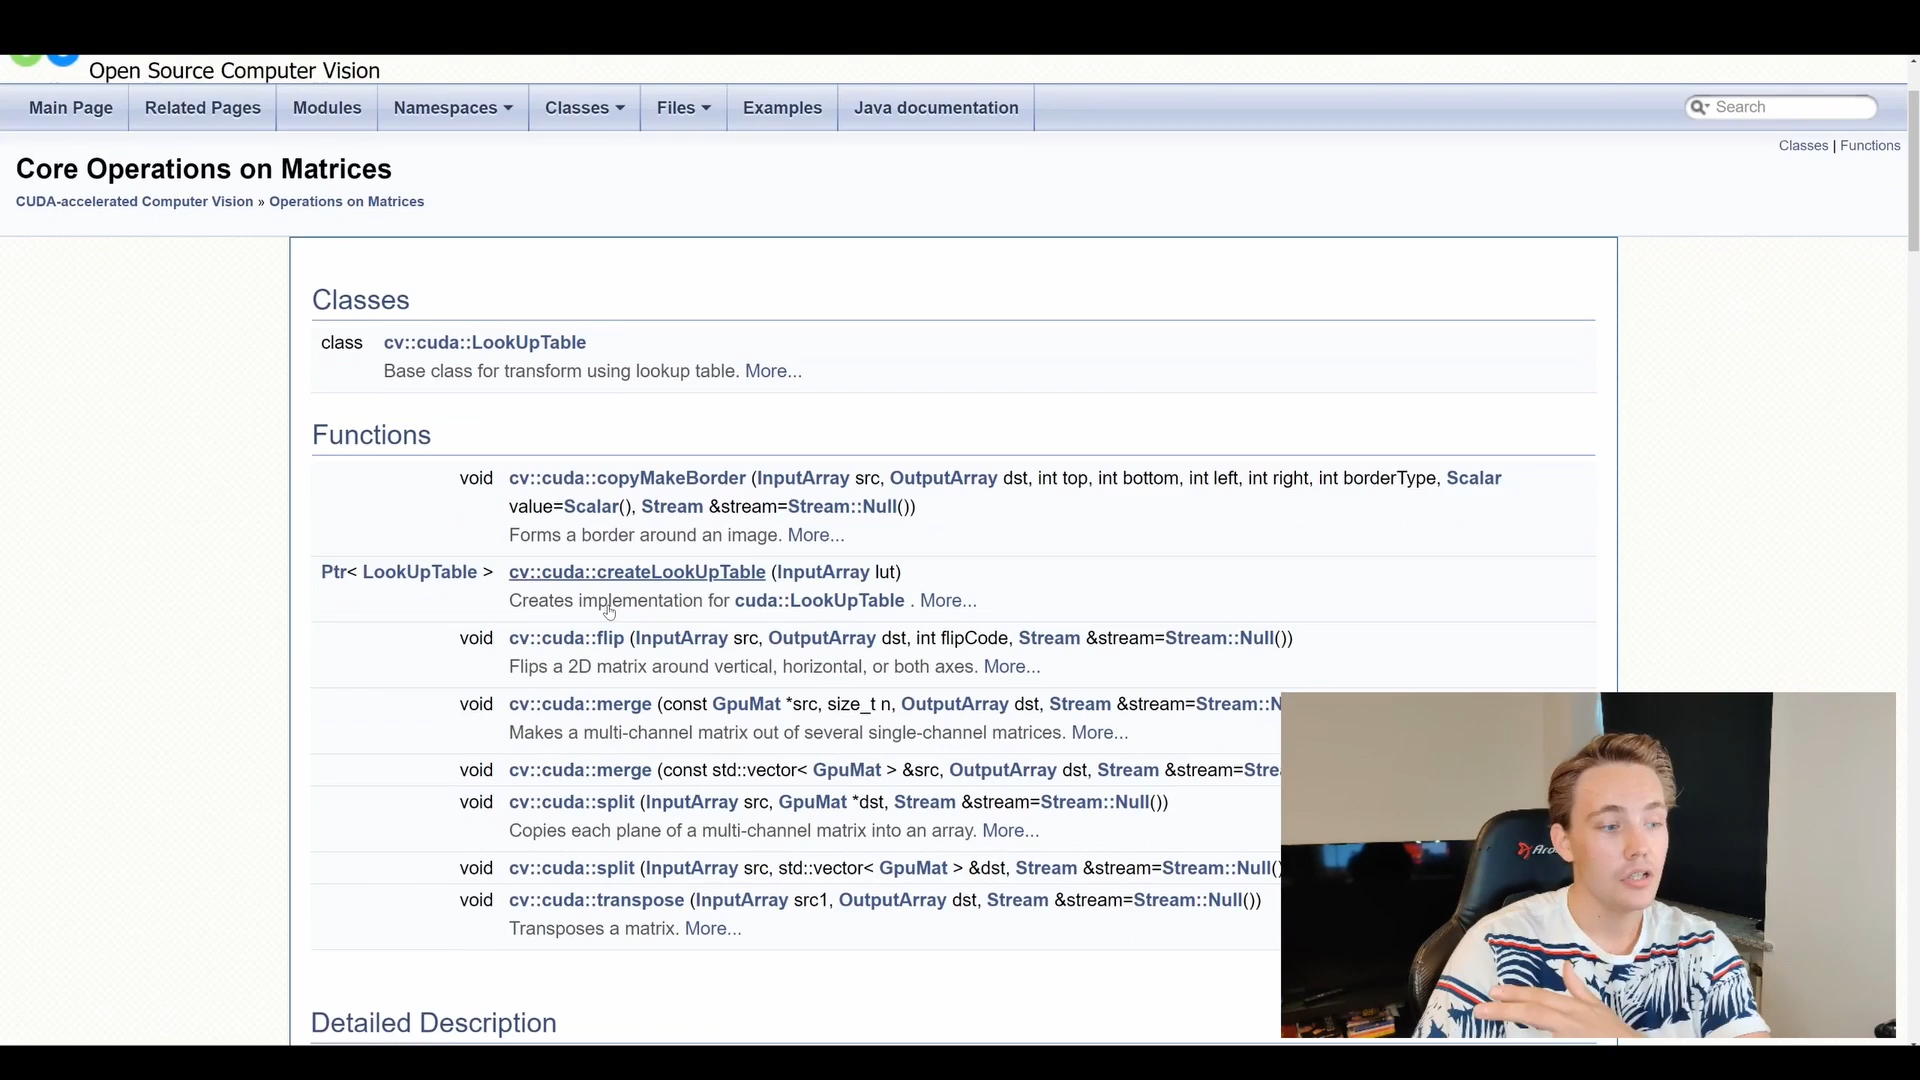 Open Source Computer Vision
Main Page Related Pages Modules Namespaces Classes Files Examples Java documentation Search
Classes | Functions
Core Operations on Matrices
CUDA-accelerated Computer Vision » Operations on Matrices
Classes
class cv::cuda::LookUpTable
Base class for transform using lookup table. More...
Functions
void cv::cuda::copyMakeBorder (InputArray src, OutputArray dst, int top, int bottom, int left, int right, int borderType, Scalar
value=Scalar(), Stream &stream=Stream::Null())
Forms a border around an image. More...
Ptr< LookUpTable > cv::cuda::createLookUpTable (InputArray lut)
Creates implementation for cuda::LookUpTable . More...
void cv::cuda::flip (InputArray src, OutputArray dst, int flipCode, Stream &stream=Stream::Null())
Flips a 2D matrix around vertical, horizontal, or both axes. More...
void cv::cuda::merge (const GpuMat *src, size_t n, OutputArray dst, Stream &stream=Stream::N
Makes a multi-channel matrix out of several single-channel matrices. More...
void cv::cuda::merge (const std::vector< GpuMat > &src, OutputArray dst, Stream &stream=Stre
void cv::cuda::split (InputArray src, GpuMat *dst, Stream &stream=Stream::Null())
Copies each plane of a multi-channel matrix into an array. More...
void cv::cuda::split (InputArray src, std::vector< GpuMat > &dst, Stream &stream=Stream::Null()
void cv::cuda::transpose (InputArray src1, OutputArray dst, Stream &stream=Stream::Null())
Transposes a matrix. More...
Detailed Description